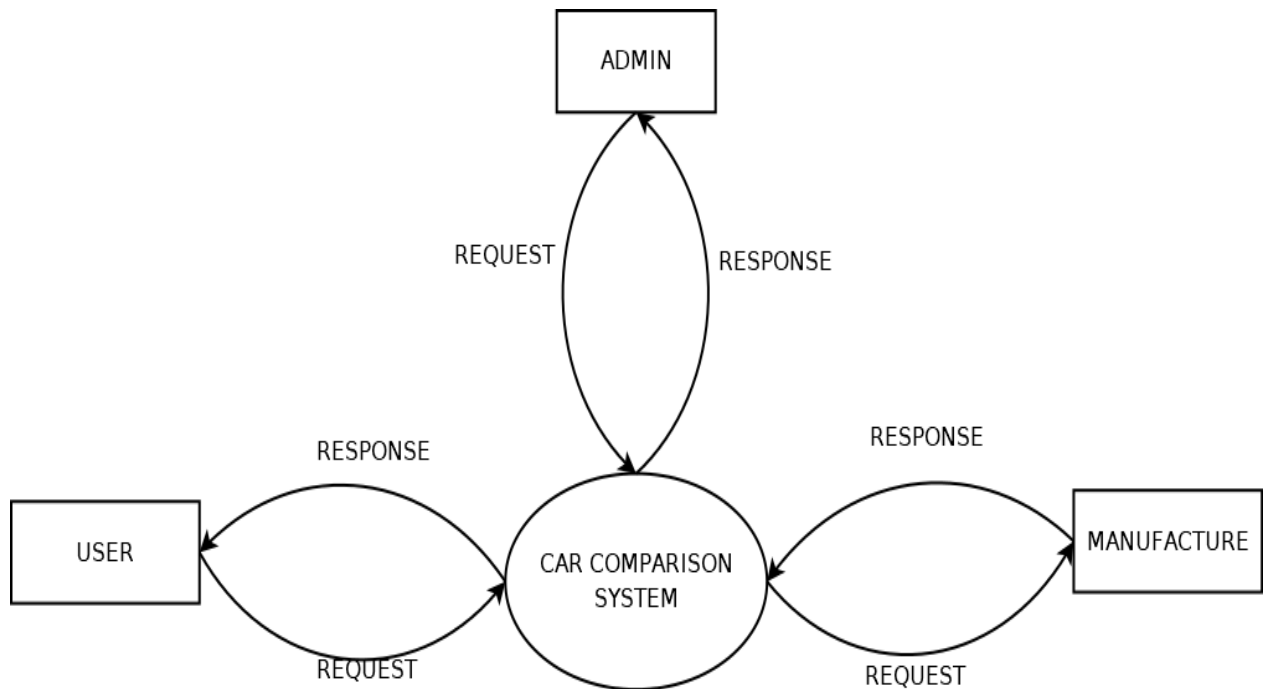 ADMIN
REQUEST
RESPONSE
RESPONSE
RESPONSE
USER
CAR COMPARISON
SYSTEM
MANUFACTURE
REQUEST
REQUEST